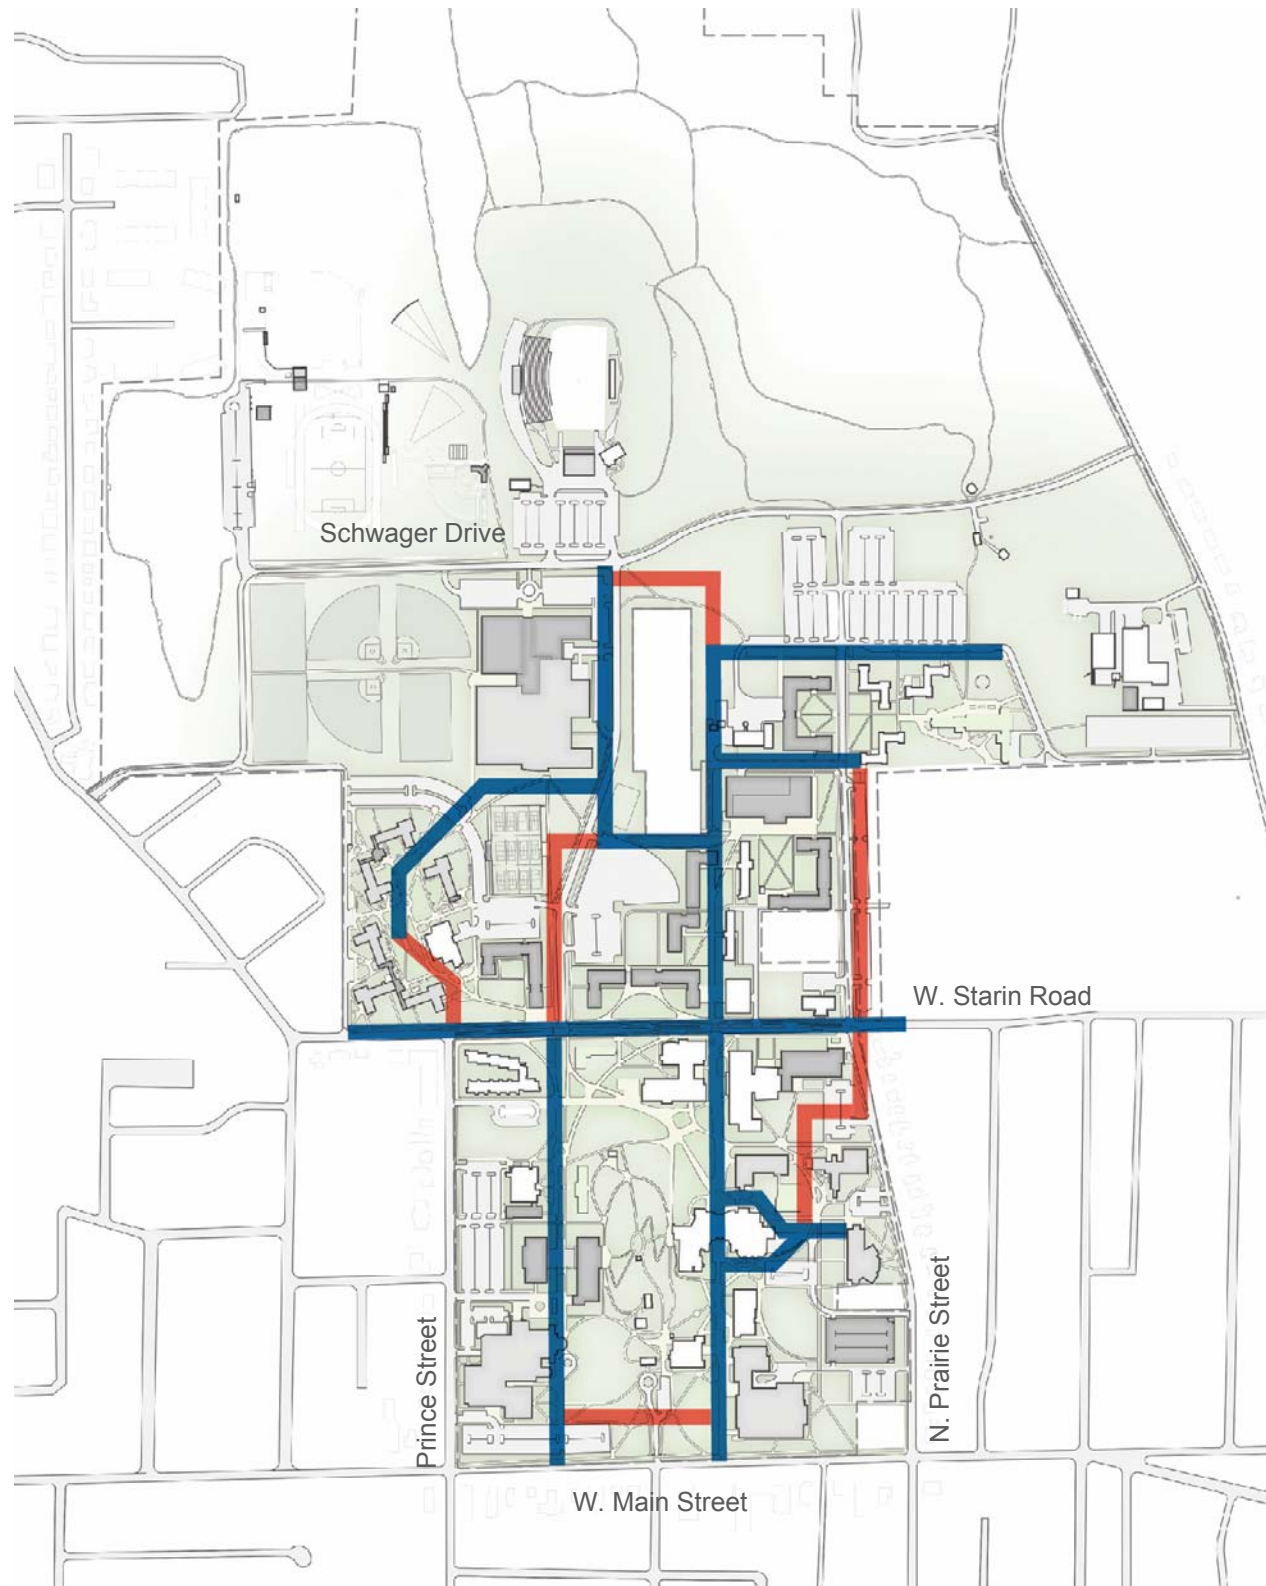 Schwager Drive
W. Starin Road
Prince Street
N. Prairie Street
W. Main Street